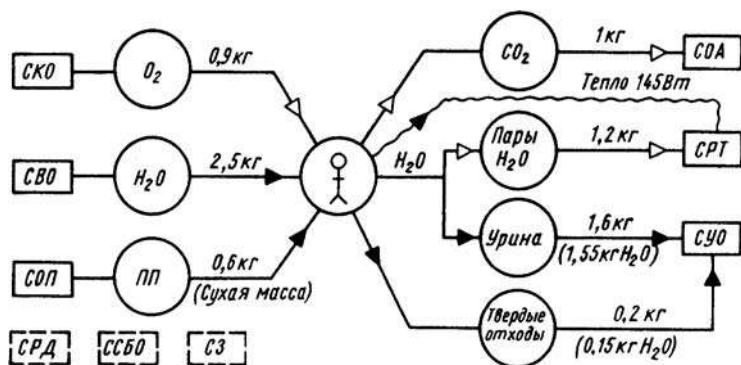 СКО
O₂
0,9 кг
CO₂
1 кг
СОА
Тепло 145 Вт
СВО
H₂O
2,5 кг
H₂O
Пары
H₂O
1,2 кг
СРТ
Урина
1,6 кг
(1,55 кг H₂O)
СУО
СОП
ПП
0,6 кг
(Сухая масса)
Твердые
отходы
0,2 кг
(0,15 кг H₂O)
СРД
ССБО
СЗ